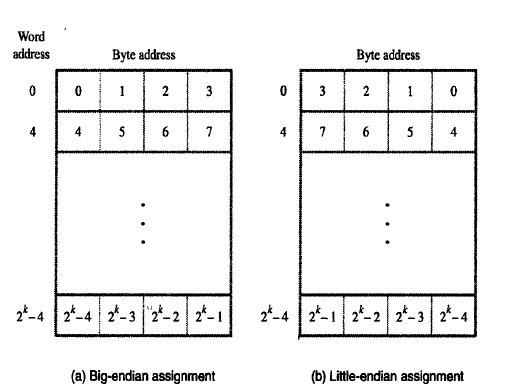 Word
address
Byte address
0 0 1 2 3
4 4 5 6 7
2^k−4 2^k−4 2^k−3 2^k−2 2^k−1
(a) Big-endian assignment
Byte address
0 3 2 1 0
4 7 6 5 4
2^k−4 2^k−1 2^k−2 2^k−3 2^k−4
(b) Little-endian assignment